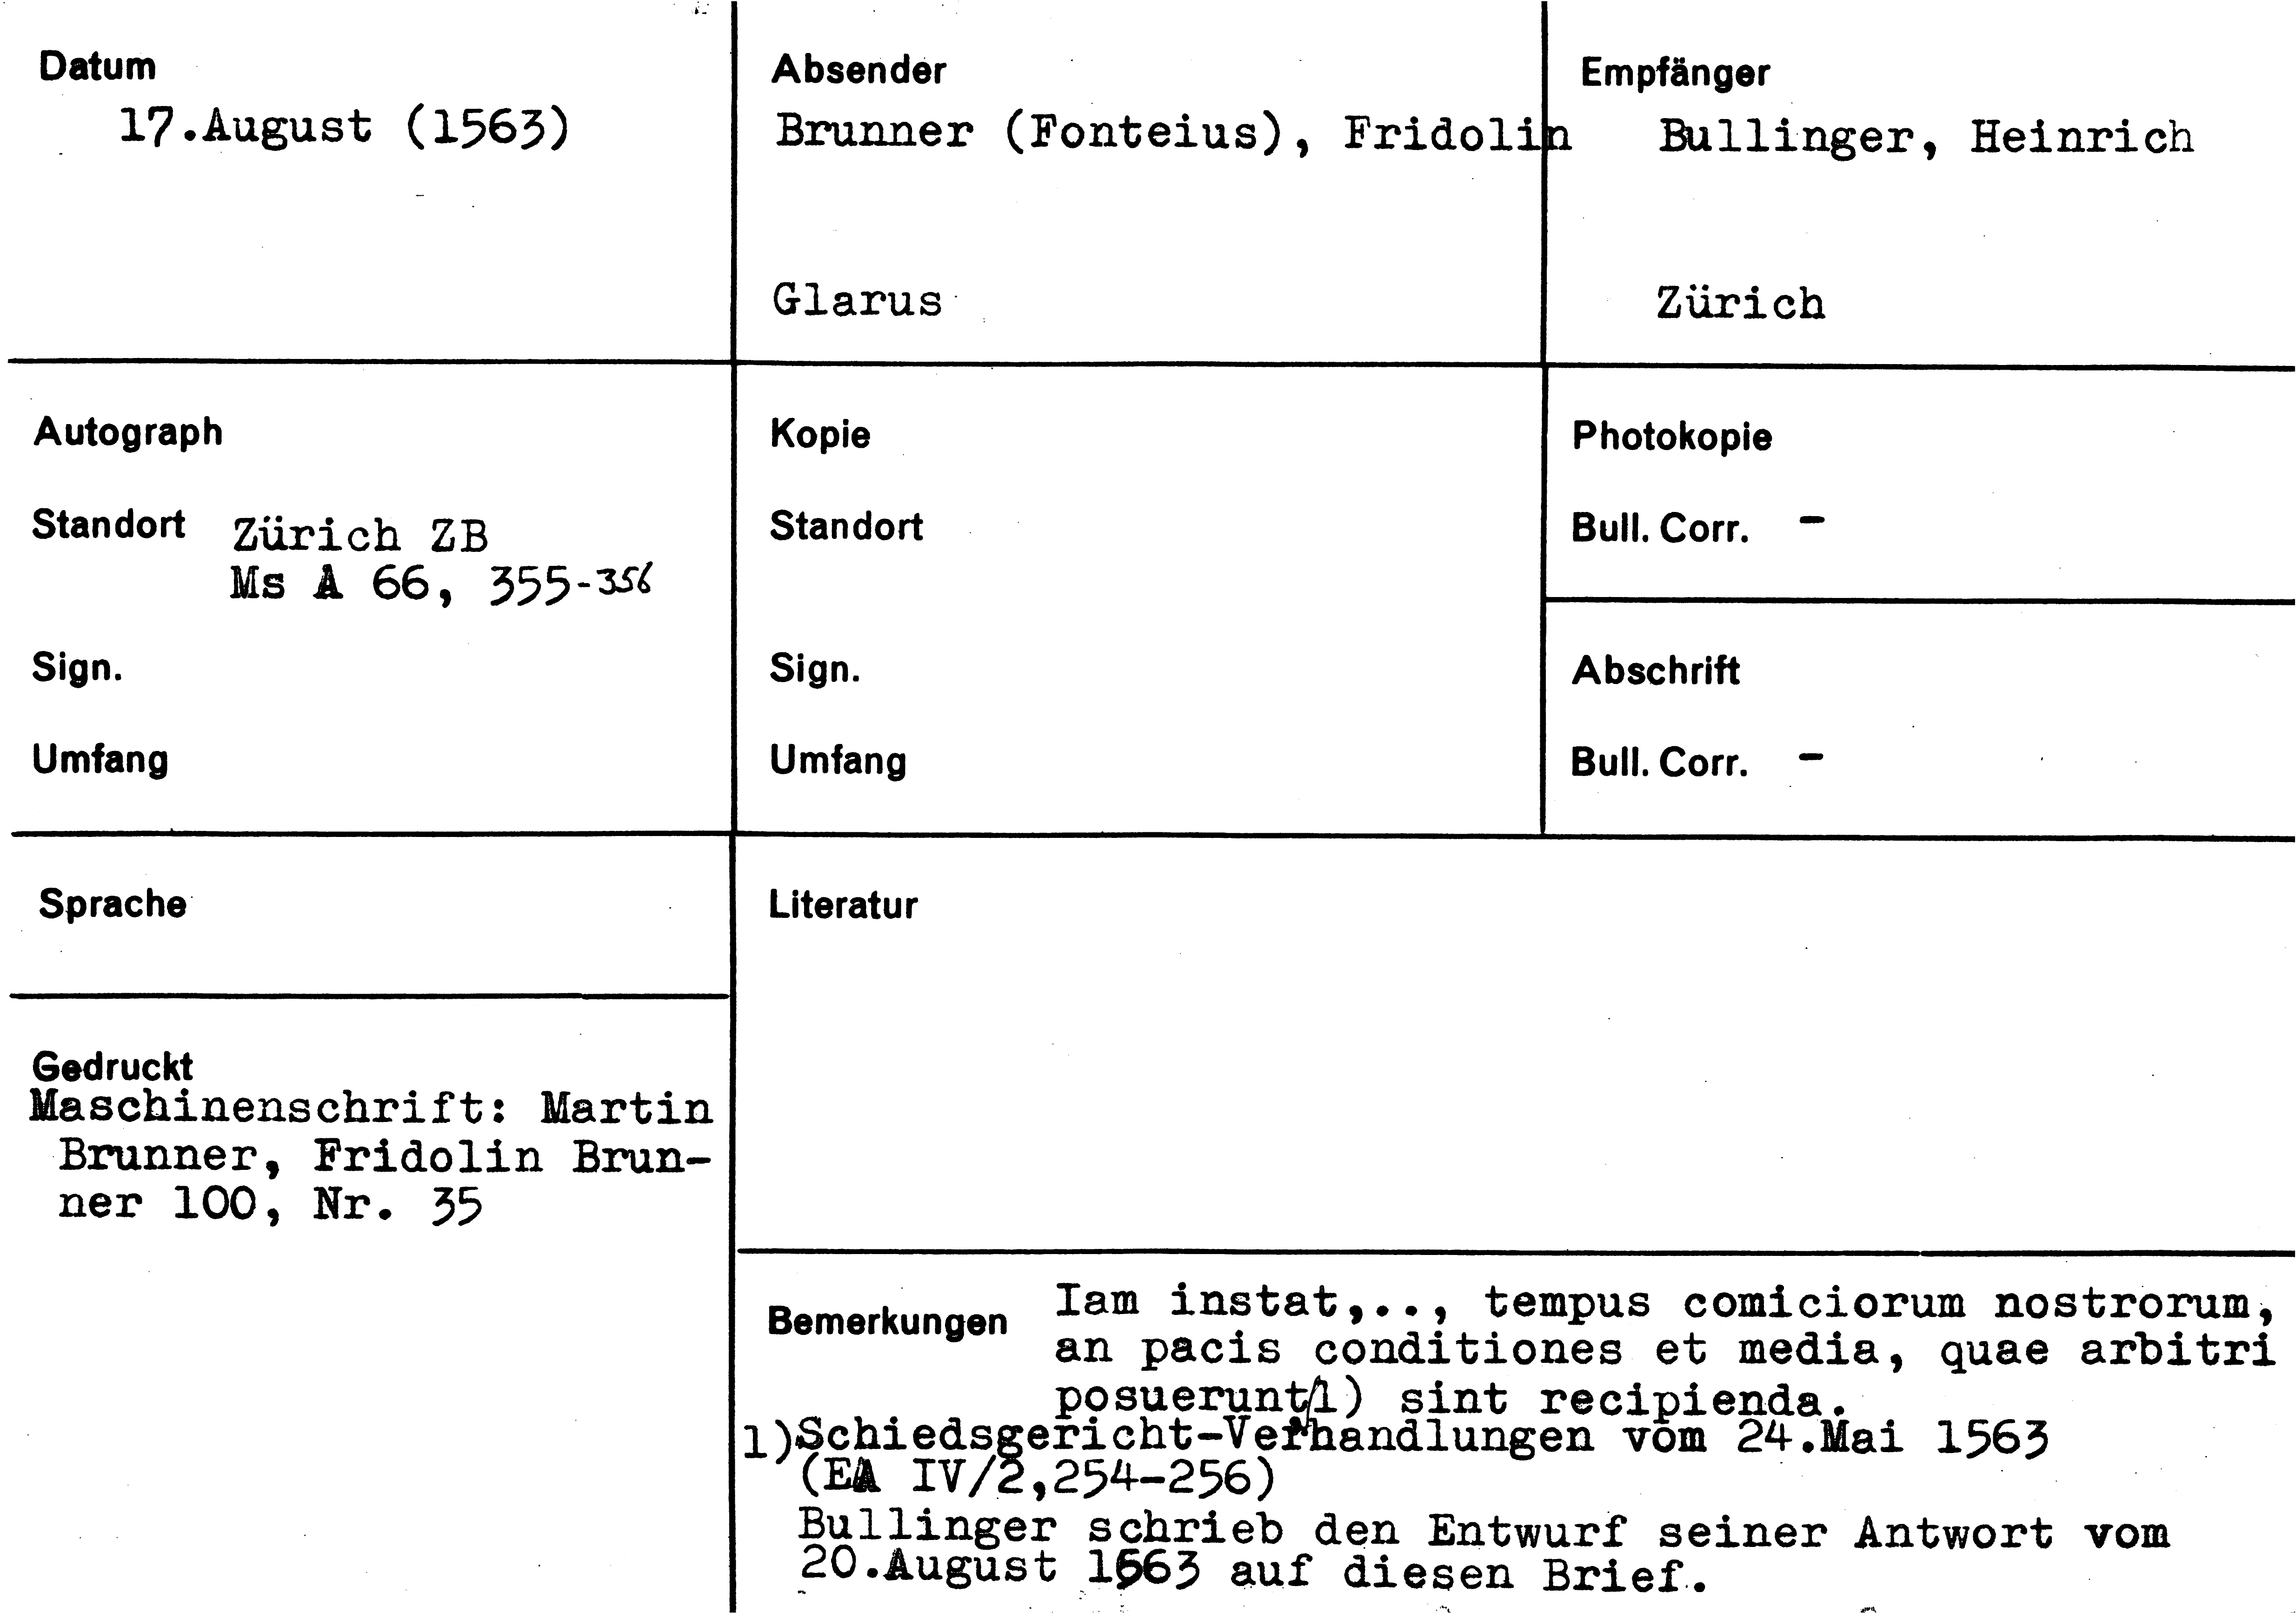 Datum
17.August (1563)
Absender
Brunner (Fonteius), Fridolin
Glarus
Empfänger
Bullinger, Heinrich
Zürich
Autograph
Standort Zürich ZB
Ms A 66, 355-356
Sign.
Umfang
Kopie
Standort
Sign.
Umfang
Photokopie
Bull. Corr. -
Abschrift
Bull. Corr. -
Sprache
Gedruckt
Maschinenschrift: Martin
Brunner, Fridolin Brun-
ner 100, Nr. 35
Literatur
Bemerkungen Iam instat,.., tempus comiciorum nostrorum,
an pacis conditiones et media, quae arbitri
posuerunt(1) sint recipienda.
1)Schiedsgericht-Verhandlungen vom 24.Mai 1563
(EA IV/2,254-256)
Bullinger schrieb den Entwurf seiner Antwort vom
20.August 1563 auf diesen Brief.